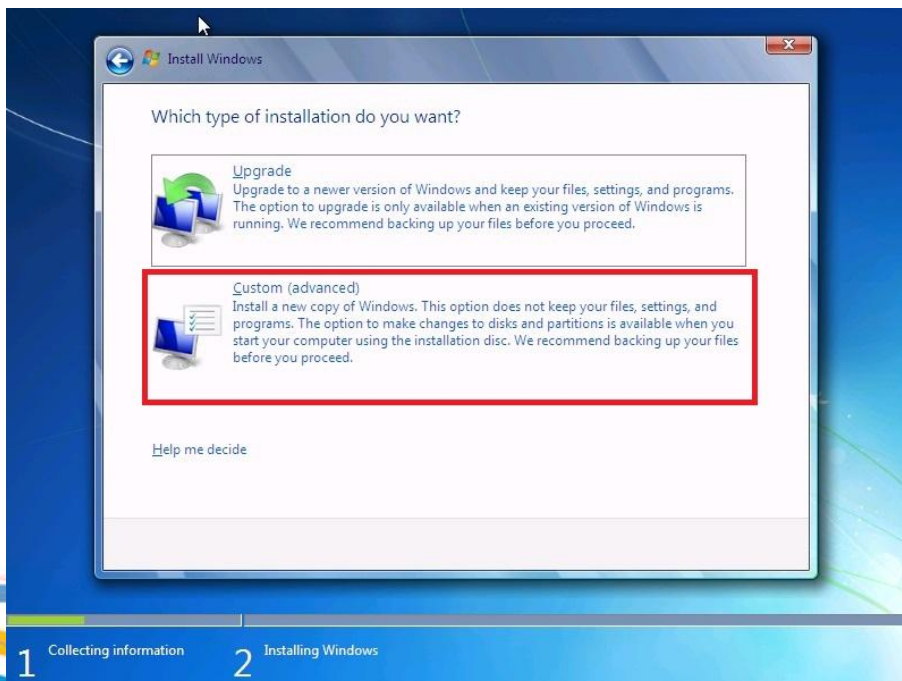 Install Windows
Which type of installation do you want?
Upgrade
Upgrade to a newer version of Windows and keep your files, settings, and programs.
The option to upgrade is only available when an existing version of Windows is
running. We recommend backing up your files before you proceed.
Custom (advanced)
Install a new copy of Windows. This option does not keep your files, settings, and
programs. The option to make changes to disks and partitions is available when you
start your computer using the installation disc. We recommend backing up your files
before you proceed.
Help me decide
1 Collecting information
2 Installing Windows